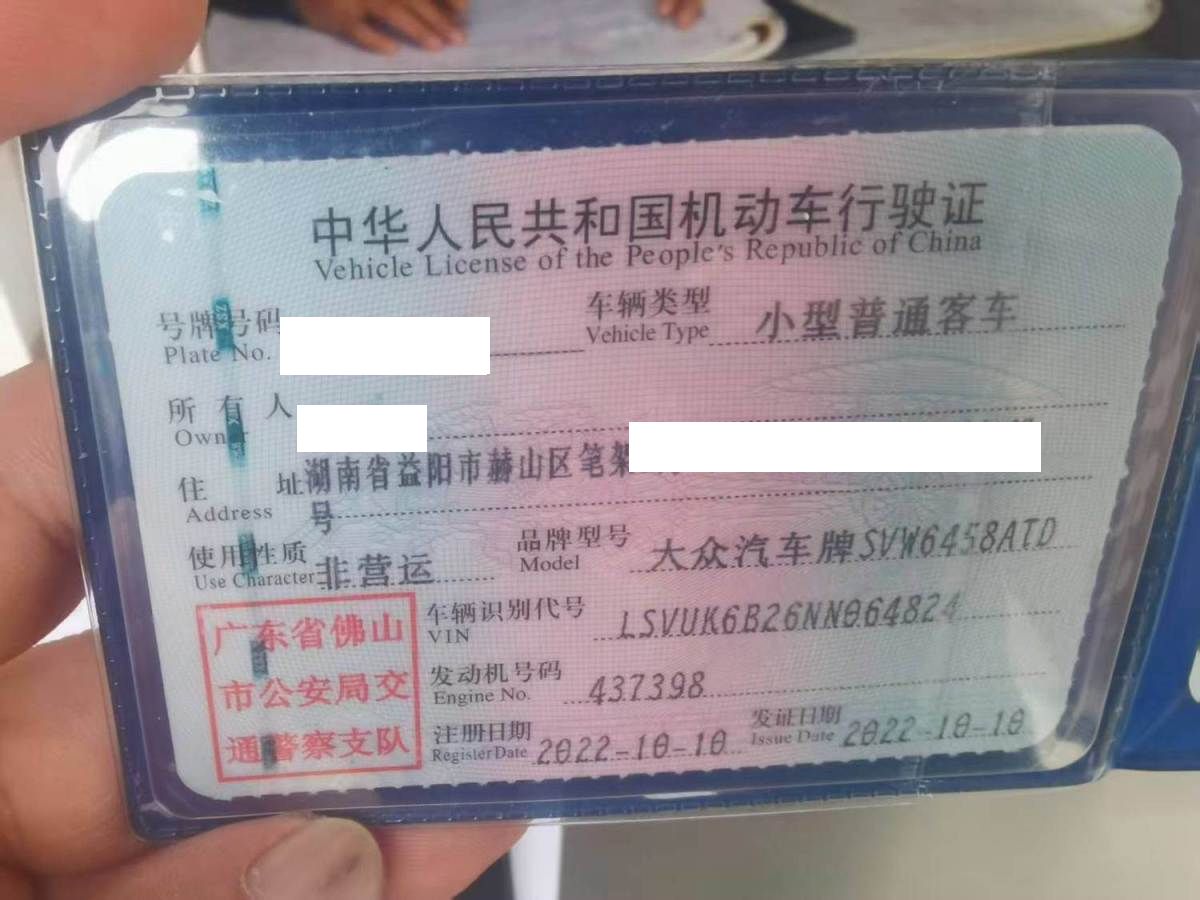 中华人民共和国机动车行驶证
Vehicle License of the People's Republic of China
号牌号码
Plate No.
车辆类型 小型普通客车
Vehicle Type
所有人
Owner
住址 湖南省益阳市赫山区笔架
号
Address
使用性质 非营运
Use Character
品牌型号 大众汽车牌SVW6458ATD
Model
广东省佛山
市公安局交
通警察支队
车辆识别代号 LSVUK6B26NN064824
VIN
发动机号码 437398
Engine No.
注册日期 2022-10-10
Register Date
发证日期 2022-10-10
Issue Date